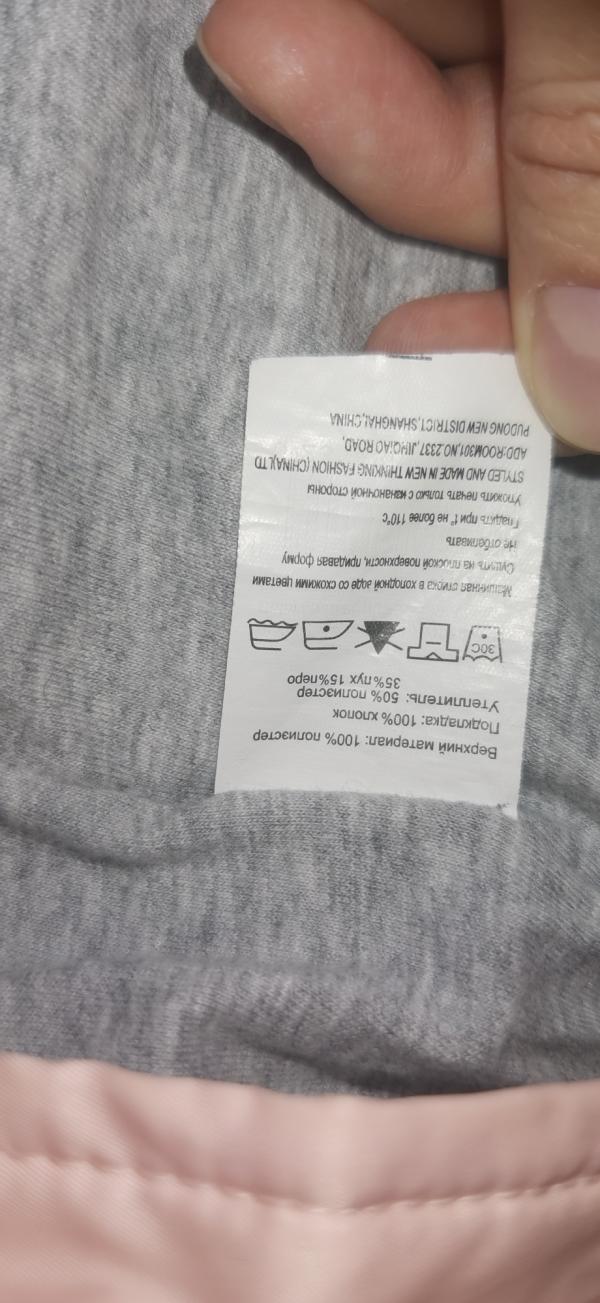 Верхний материал: 100% полиэстер
Подкладка: 100% хлопок
Утеплитель: 50% полиэстер
35%пух 15%перо
30C
Машинная стирка в холодной воде со схожими цветами
Сушить на плоской поверхности, придавая форму
Не отбеливать
Гладить при t° не более 110°c
Утюжить печать только с изнаночной стороны
STYLED AND MADE IN NEW THINKING FASHION (CHINA)LTD
ADD:ROOM301,NO.2337,JINQIAO ROAD,
PUDONG NEW DISTRICT,SHANGHAI,CHINA